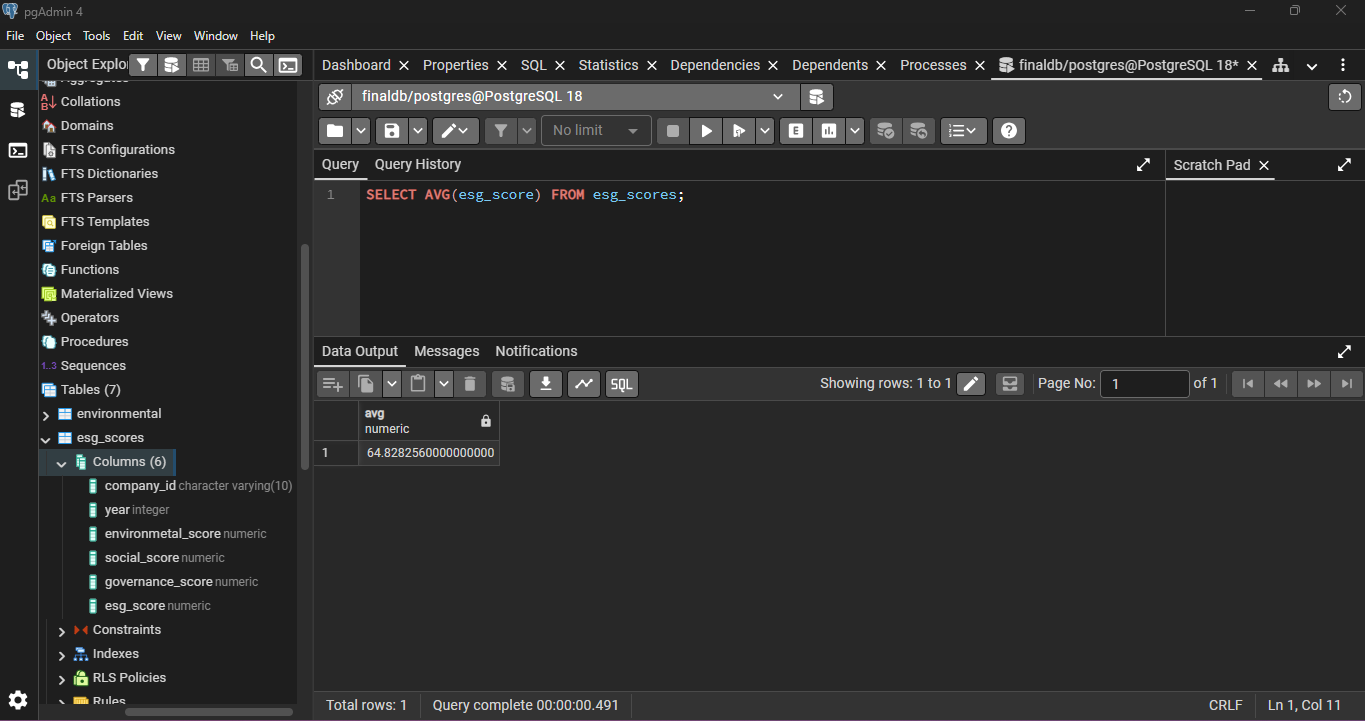 pgAdmin 4
File Object Tools Edit View Window Help
Object Explo
Dashboard Properties SQL Statistics Dependencies Dependents Processes finaldb/postgres@PostgreSQL 18*
finaldb/postgres@PostgreSQL 18
No limit
E
Query Query History
Scratch Pad
1 SELECT AVG(esg_score) FROM esg_scores;
Aggregates
Collations
Domains
FTS Configurations
FTS Dictionaries
Aa FTS Parsers
FTS Templates
Foreign Tables
Functions
Materialized Views
Operators
Procedures
1..3 Sequences
Tables (7)
environmental
esg_scores
Columns (6)
company_id character varying(10)
year integer
environmetal_score numeric
social_score numeric
governance_score numeric
esg_score numeric
Constraints
Indexes
RLS Policies
Rules
Data Output Messages Notifications
SQL
Showing rows: 1 to 1
Page No: 1 of 1
avg
numeric
1 64.8282560000000000
Total rows: 1
Query complete 00:00:00.491
CRLF
Ln 1, Col 11